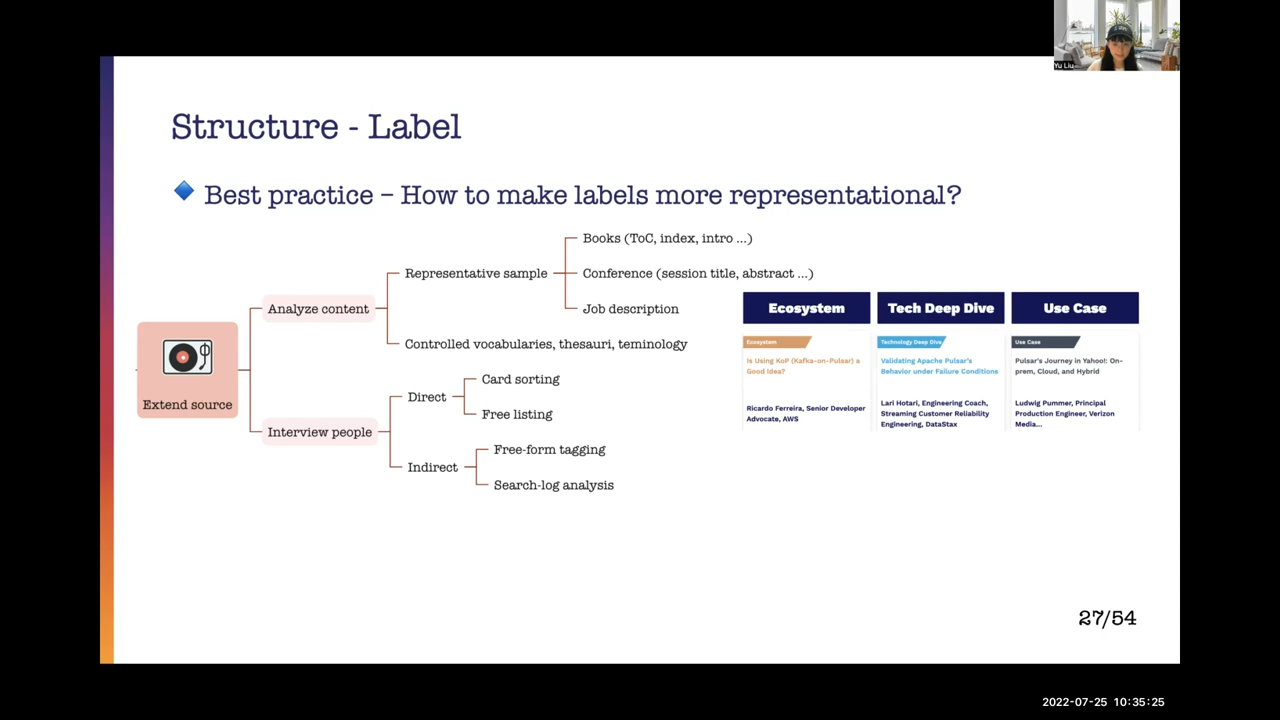 Yu Liu
Structure - Label
Best practice – How to make labels more representational?
Books (ToC, index, intro ...)
Representative sample
Conference (session title, abstract ...)
Analyze content
Job description
Controlled vocabularies, thesauri, teminology
Extend source
Card sorting
Direct
Free listing
Interview people
Free-form tagging
Indirect
Search-log analysis
Ecosystem
Tech Deep Dive
Use Case
Ecosystem
Is Using KoP (Kafka-on-Pulsar) a
Good Idea?
Ricardo Ferreira, Senior Developer
Advocate, AWS
Technology Deep Dive
Validating Apache Pulsar's
Behavior under Failure Conditions
Lari Hotari, Engineering Coach,
Streaming Customer Reliability
Engineering, DataStax
Use Case
Pulsar's Journey in Yahoo!: On-
prem, Cloud, and Hybrid
Ludwig Pummer, Principal
Production Engineer, Verizon
Media...
27/54
2022-07-25 10:35:25